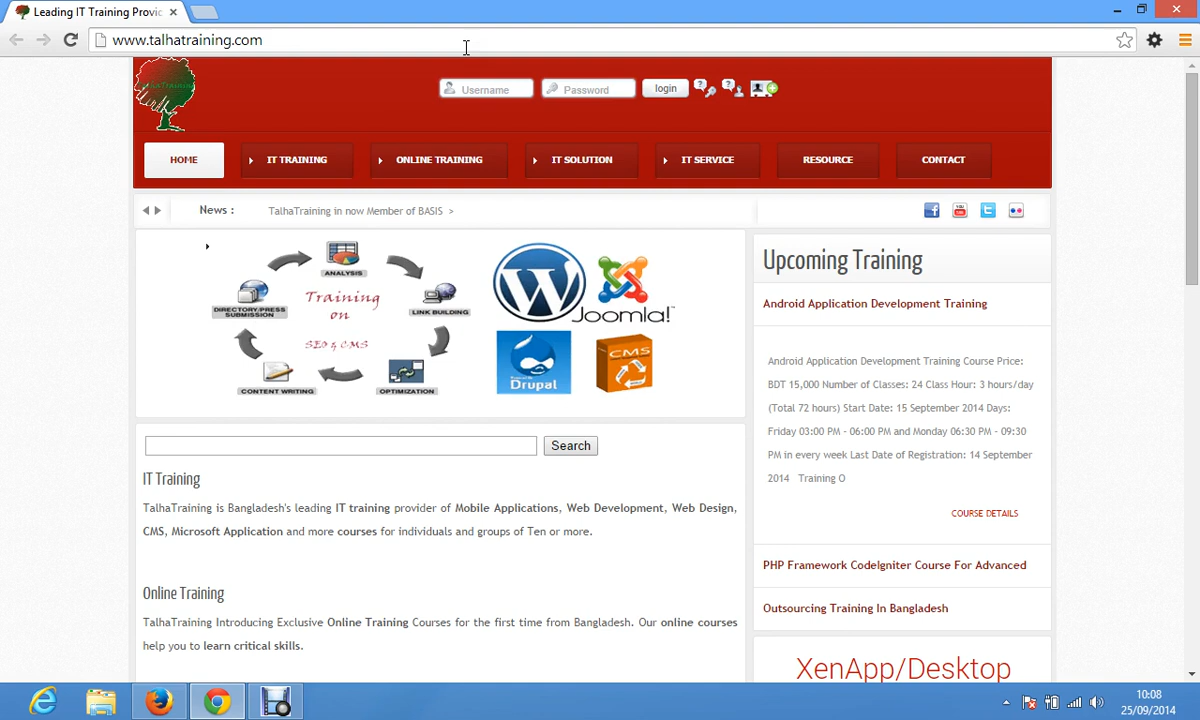 Leading IT Training Provic
www.talhatraining.com
Username
Password
login
HOME
IT TRAINING
ONLINE TRAINING
IT SOLUTION
IT SERVICE
RESOURCE
CONTACT
News :
TalhaTraining in now Member of BASIS >
ANALYSIS
LINK BUILDING
OPTIMIZATION
CONTENT WRITING
DIRECTORY/PRESS
SUBMISSION
Training
on
SEO & CMS
Joomla!™
Drupal
CMS
Upcoming Training
Android Application Development Training
Android Application Development Training Course Price:
BDT 15,000 Number of Classes: 24 Class Hour: 3 hours/day
(Total 72 hours) Start Date: 15 September 2014 Days:
Friday 03:00 PM - 06:00 PM and Monday 06:30 PM - 09:30
PM in every week Last Date of Registration: 14 September
2014 Training O
COURSE DETAILS
PHP Framework CodeIgniter Course For Advanced
Outsourcing Training In Bangladesh
XenApp/Desktop
Search
IT Training
TalhaTraining is Bangladesh's leading IT training provider of Mobile Applications, Web Development, Web Design,
CMS, Microsoft Application and more courses for individuals and groups of Ten or more.
Online Training
TalhaTraining Introducing Exclusive Online Training Courses for the first time from Bangladesh. Our online courses
help you to learn critical skills.
10:08
25/09/2014